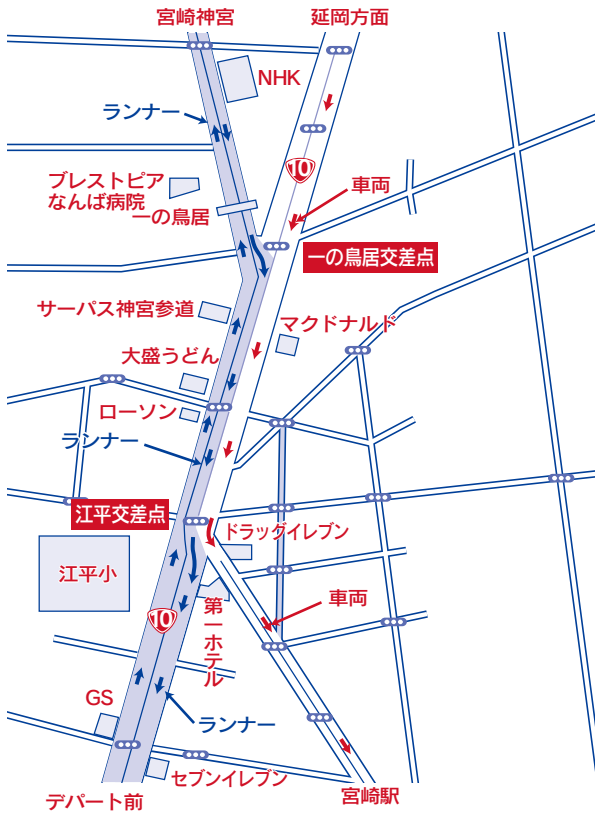 宮崎神宮
延岡方面
NHK
ランナー
10
車両
ブレストピア
なんば病院
一の鳥居
一の鳥居交差点
サーパス神宮参道
マクドナルド
大盛うどん
ローソン
ランナー
江平交差点
ドラッグイレブン
江平小
車両
10
第一ホテル
GS
ランナー
セブンイレブン
デパート前
宮崎駅